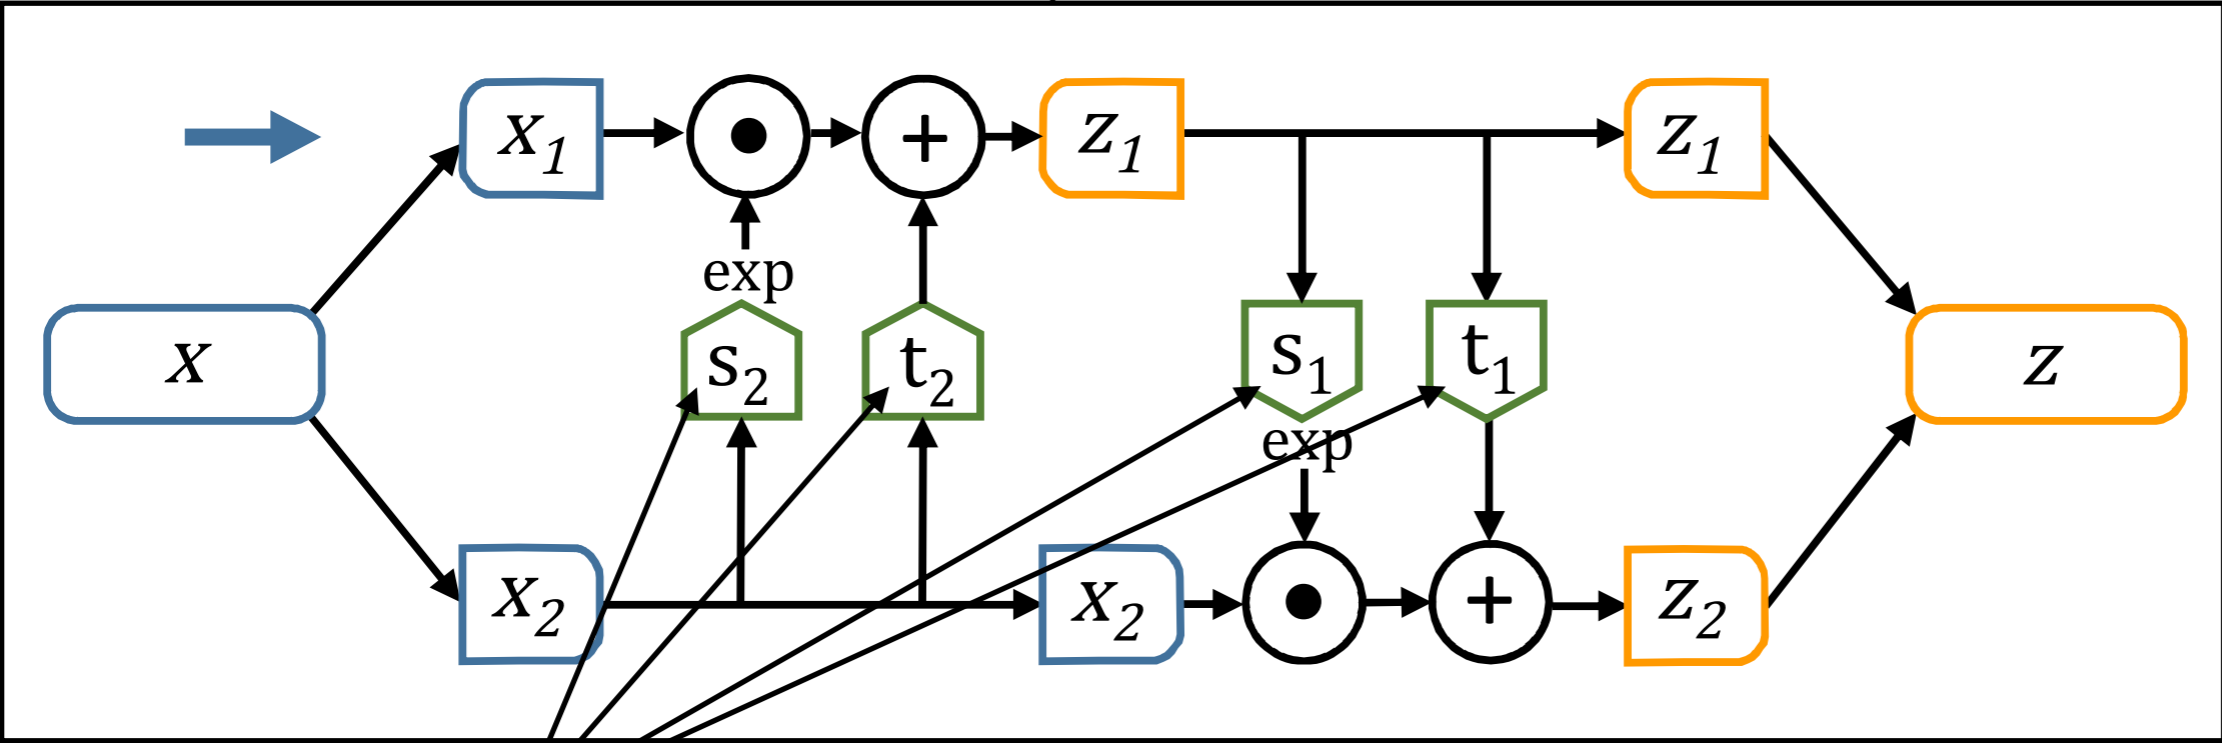 x₁ ⊙ + z₁ z₁
exp
x s₂ t₂ s₁ t₁ z
exp
x₂ x₂ ⊙ + z₂